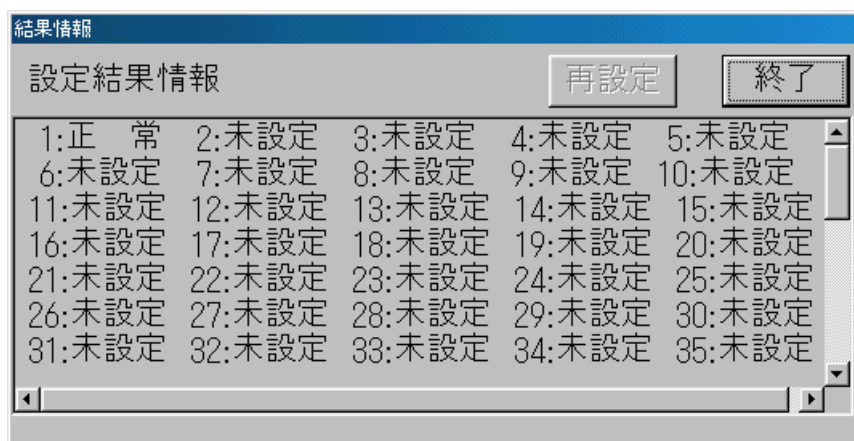 結果情報
設定結果情報 再設定 終了
1:正　常 2:未設定 3:未設定 4:未設定 5:未設定
6:未設定 7:未設定 8:未設定 9:未設定 10:未設定
11:未設定 12:未設定 13:未設定 14:未設定 15:未設定
16:未設定 17:未設定 18:未設定 19:未設定 20:未設定
21:未設定 22:未設定 23:未設定 24:未設定 25:未設定
26:未設定 27:未設定 28:未設定 29:未設定 30:未設定
31:未設定 32:未設定 33:未設定 34:未設定 35:未設定